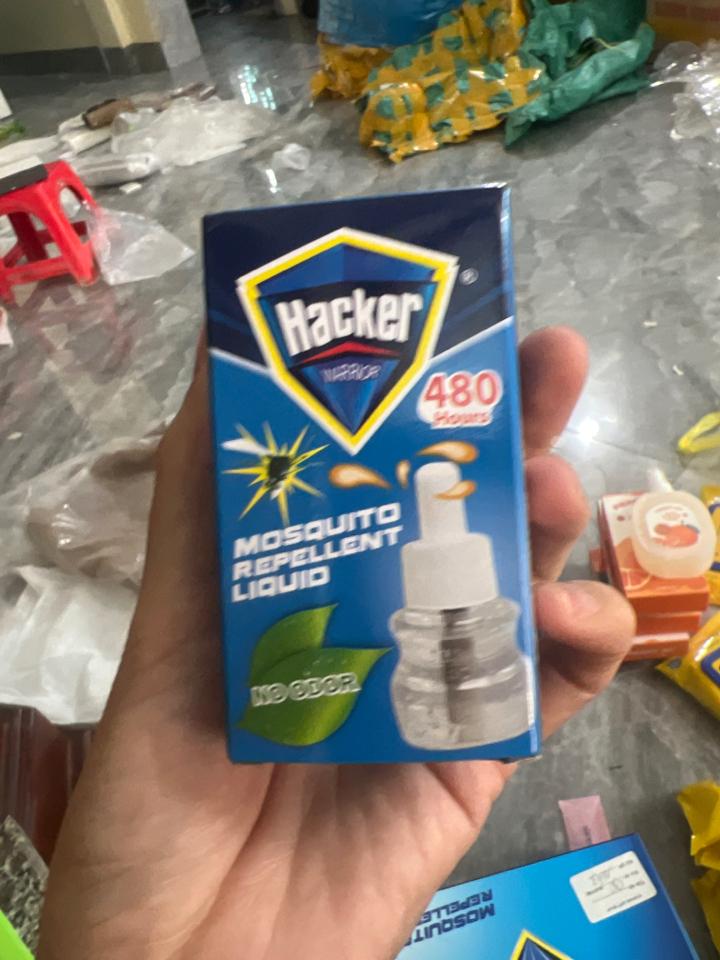 Hacker
WARRIOR
®
480
Hours
MOSQUITO
REPELLENT
LIQUID
NO ODOR